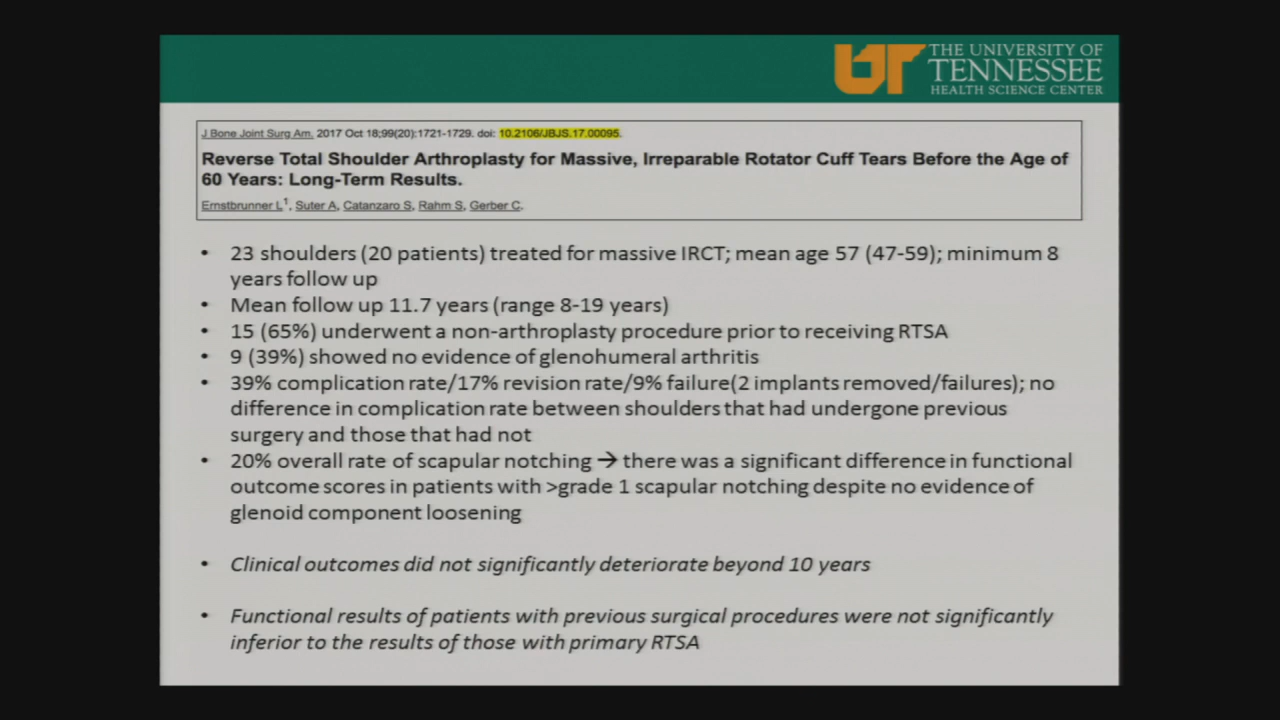 THE UNIVERSITY OF
TENNESSEE
HEALTH SCIENCE CENTER
J Bone Joint Surg Am. 2017 Oct 18;99(20):1721-1729. doi: 10.2106/JBJS.17.00095.
Reverse Total Shoulder Arthroplasty for Massive, Irreparable Rotator Cuff Tears Before the Age of
60 Years: Long-Term Results.
Ernstbrunner L1, Suter A, Catanzaro S, Rahm S, Gerber C.
• 23 shoulders (20 patients) treated for massive IRCT; mean age 57 (47-59); minimum 8
years follow up
• Mean follow up 11.7 years (range 8-19 years)
• 15 (65%) underwent a non-arthroplasty procedure prior to receiving RTSA
• 9 (39%) showed no evidence of glenohumeral arthritis
• 39% complication rate/17% revision rate/9% failure(2 implants removed/failures); no
difference in complication rate between shoulders that had undergone previous
surgery and those that had not
• 20% overall rate of scapular notching → there was a significant difference in functional
outcome scores in patients with >grade 1 scapular notching despite no evidence of
glenoid component loosening
• Clinical outcomes did not significantly deteriorate beyond 10 years
• Functional results of patients with previous surgical procedures were not significantly
inferior to the results of those with primary RTSA